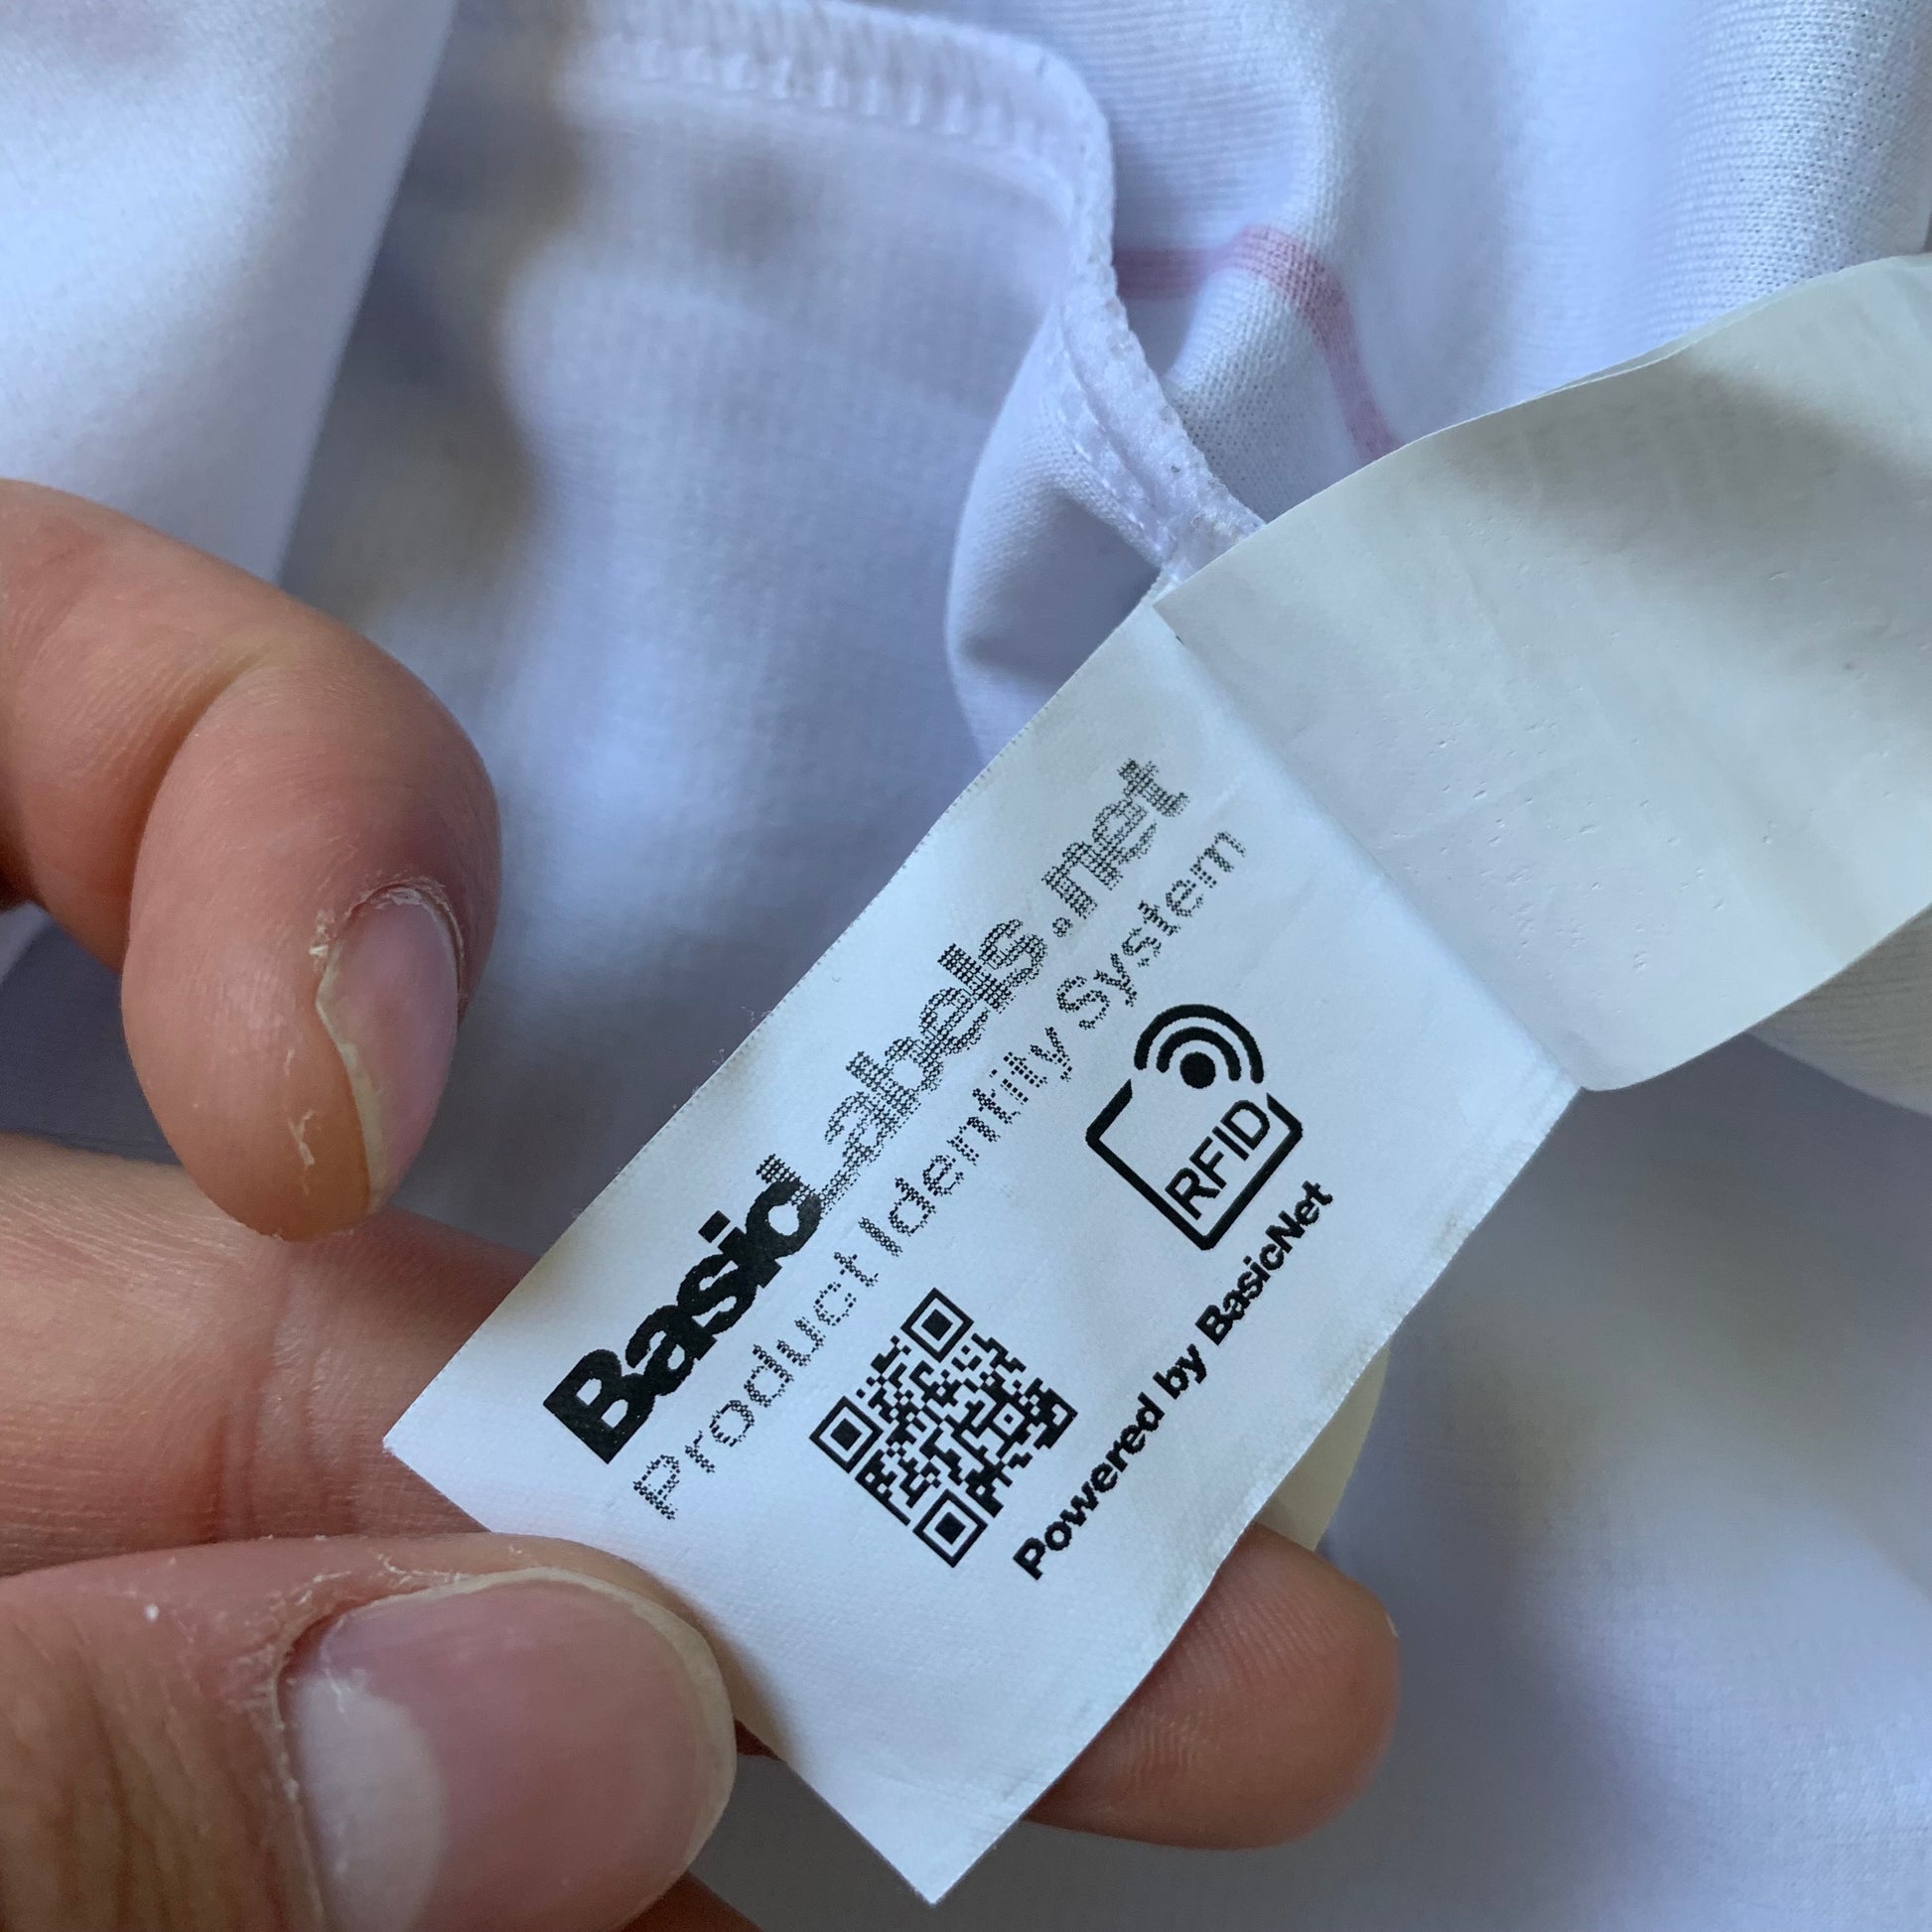 BasicLabels.net
Product Identity System
RFID
Powered by BasicNet